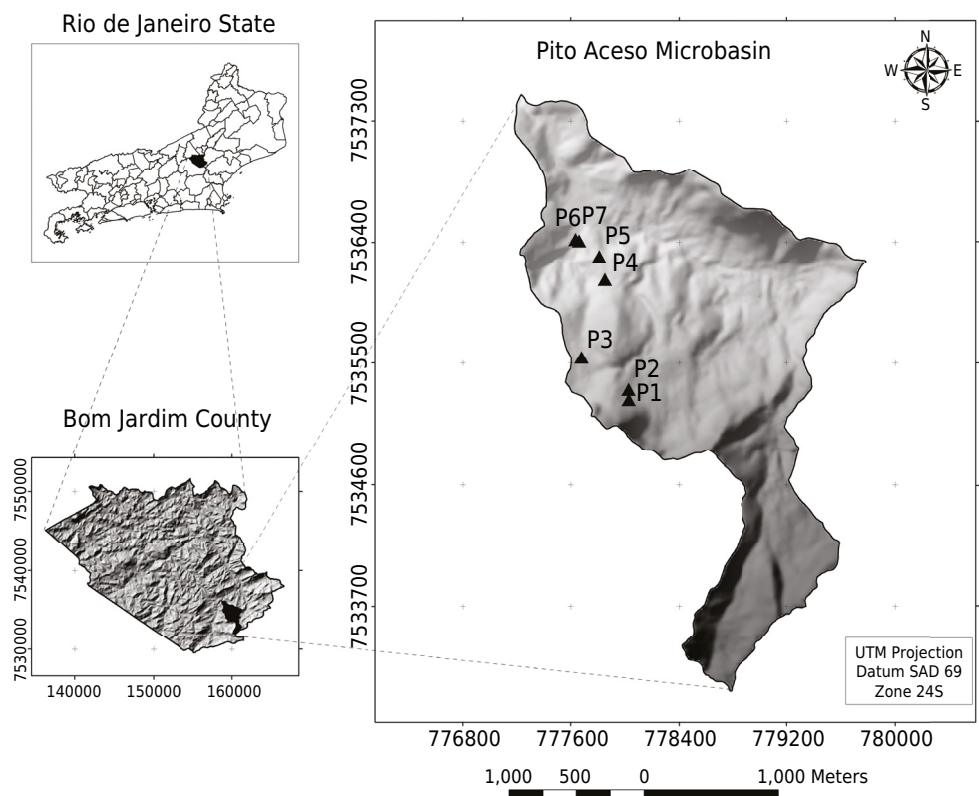 Rio de Janeiro State
Pito Aceso Microbasin
N
W E
S
7537300
7536400
7535500
7534600
7533700
P6 P7
P5
P4
P3
P2
P1
Bom Jardim County
7550000
7540000
7530000
140000 150000 160000
UTM Projection
Datum SAD 69
Zone 24S
776800 777600 778400 779200 780000
1,000 500 0 1,000 Meters